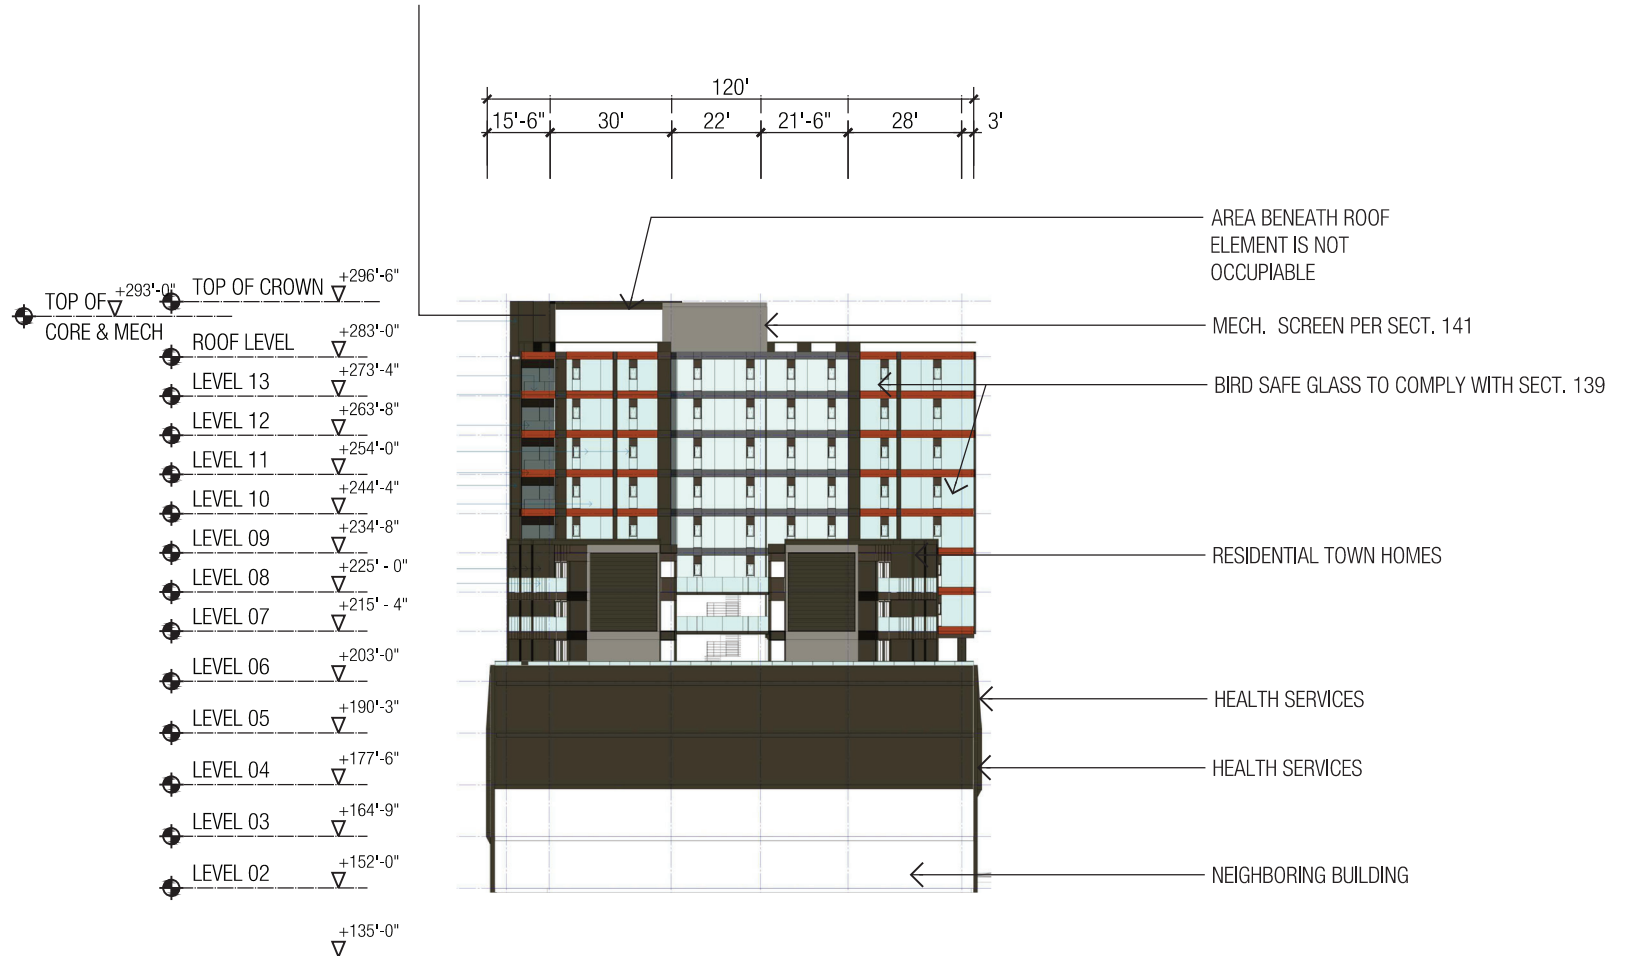 120'
15'-6" 30' 22' 21'-6" 28' 3'
AREA BENEATH ROOF
ELEMENT IS NOT
OCCUPIABLE
TOP OF CROWN +296'-6"
TOP OF +293'-0"
CORE & MECH
MECH. SCREEN PER SECT. 141
ROOF LEVEL +283'-0"
LEVEL 13 +273'-4"
BIRD SAFE GLASS TO COMPLY WITH SECT. 139
LEVEL 12 +263'-8"
LEVEL 11 +254'-0"
LEVEL 10 +244'-4"
LEVEL 09 +234'-8"
RESIDENTIAL TOWN HOMES
LEVEL 08 +225' - 0"
LEVEL 07 +215' - 4"
LEVEL 06 +203'-0"
HEALTH SERVICES
LEVEL 05 +190'-3"
LEVEL 04 +177'-6"
HEALTH SERVICES
LEVEL 03 +164'-9"
LEVEL 02 +152'-0"
NEIGHBORING BUILDING
+135'-0"